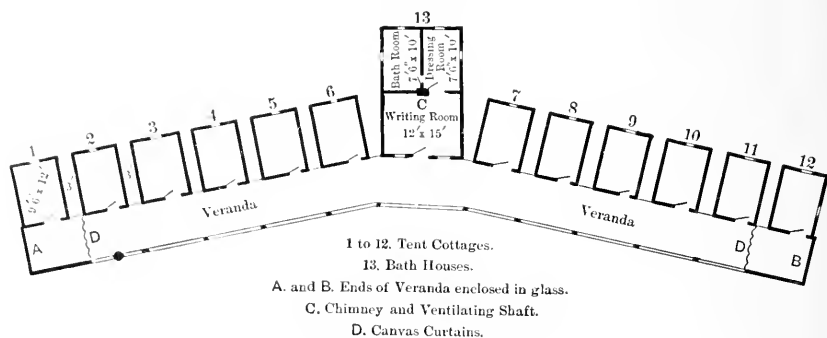 13
Bath Room
7'6" x 10'
Dressing
Room
7'6" x 10'
C
Writing Room
12' x 15'
1
2
3
4
5
6
7
8
9
10
11
12
9'6 x 12'
3'
3
A
D
Veranda
Veranda
D
B
1 to 12. Tent Cottages.
13. Bath Houses.
A. and B. Ends of Veranda enclosed in glass.
C. Chimney and Ventilating Shaft.
D. Canvas Curtains.